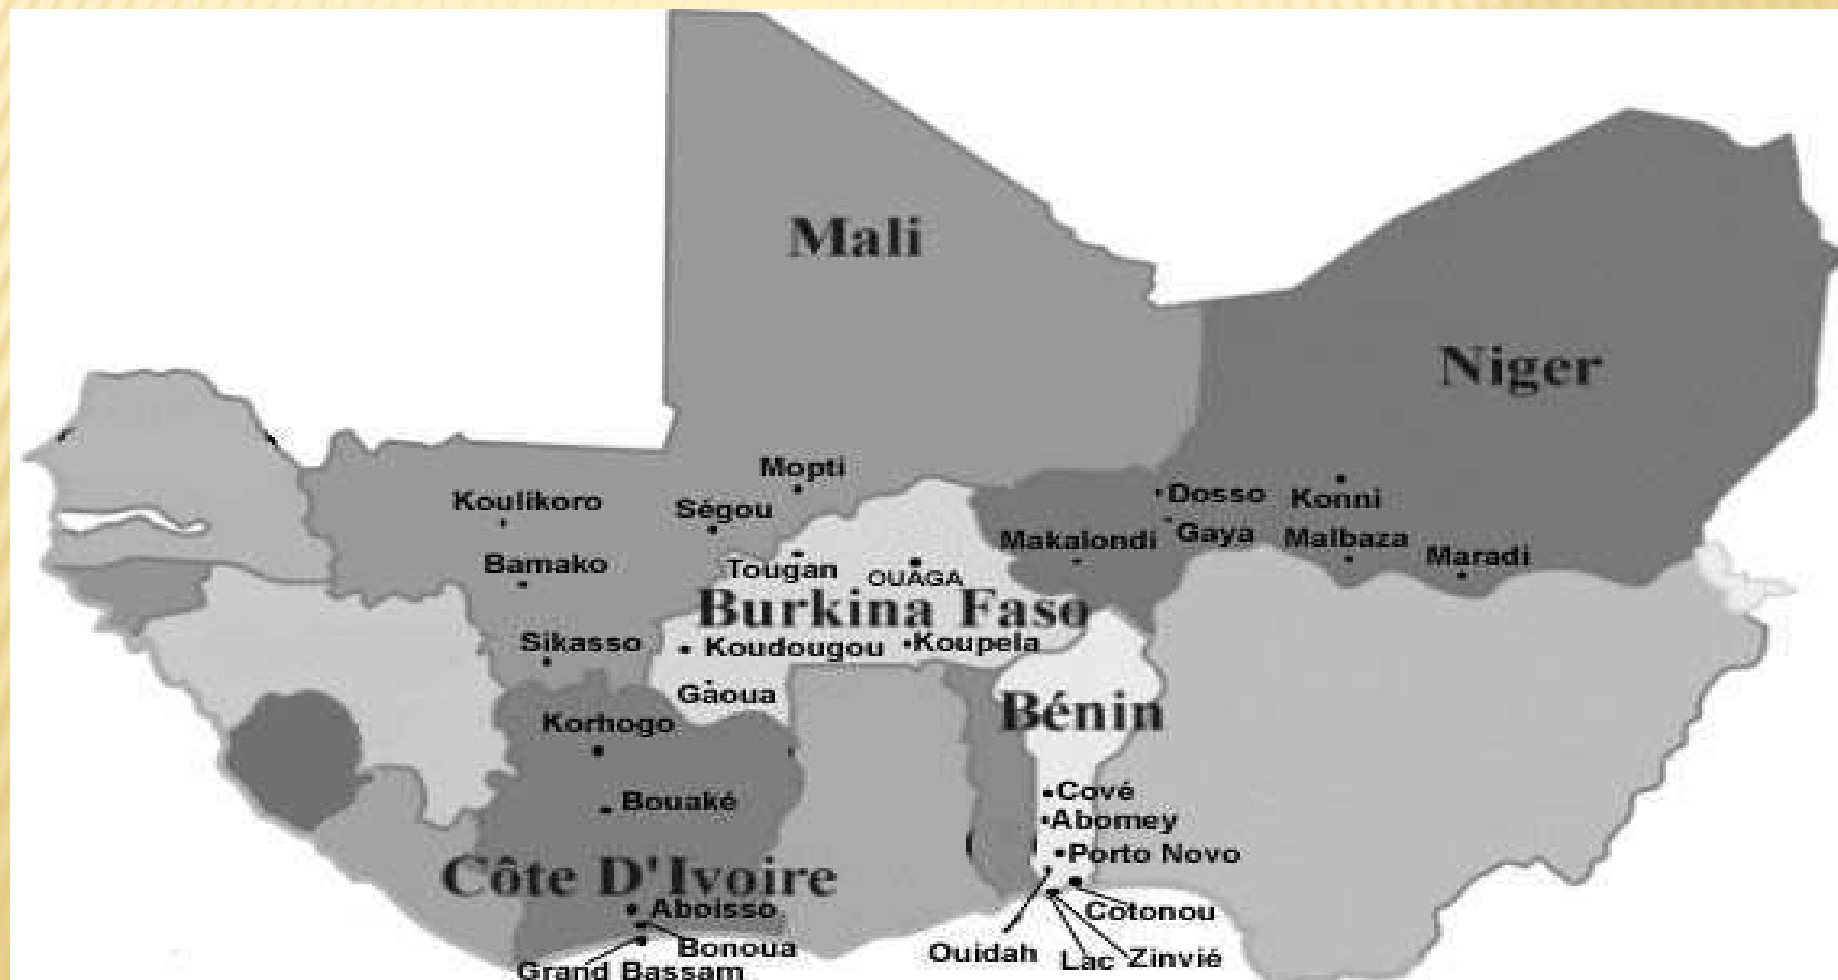 Mali
Niger
Mopti
Koulikoro
Ségou
Dosso
Konni
Makalondi
Gaya
Malbaza
Maradi
Bamako
Tougan
OUAGA
Burkina Faso
Sikasso
Koudougou
Koupela
Gaoua
Bénin
Korhogo
Bouaké
Cové
Abomey
Porto Novo
Côte D'Ivoire
Aboisso
Cotonou
Bonoua
Ouidah
Lac
Zinvié
Grand Bassam